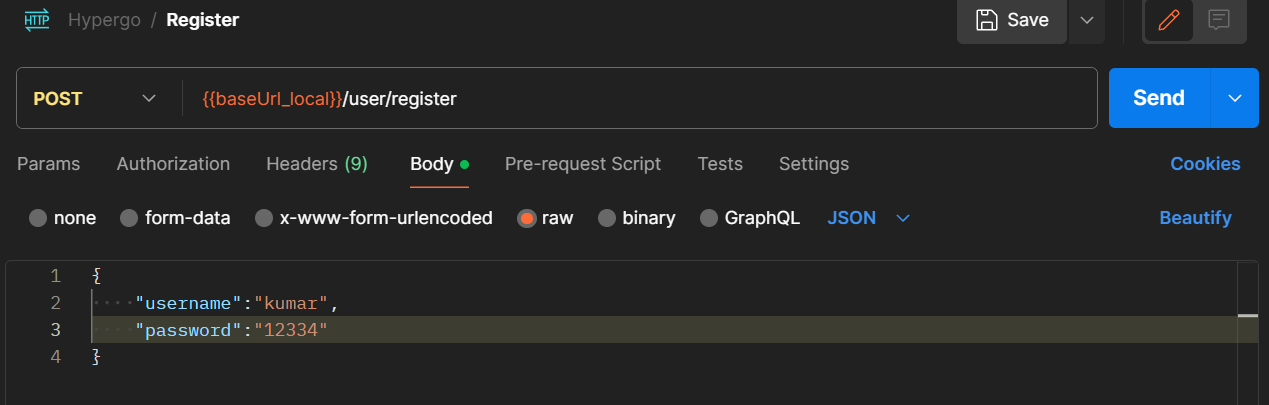 HTTP Hypergo / Register Save
POST {{baseUrl_local}}/user/register Send
Params Authorization Headers (9) Body Pre-request Script Tests Settings Cookies
none form-data x-www-form-urlencoded raw binary GraphQL JSON Beautify
1 {
2 "username":"kumar",
3 "password":"12334"
4 }